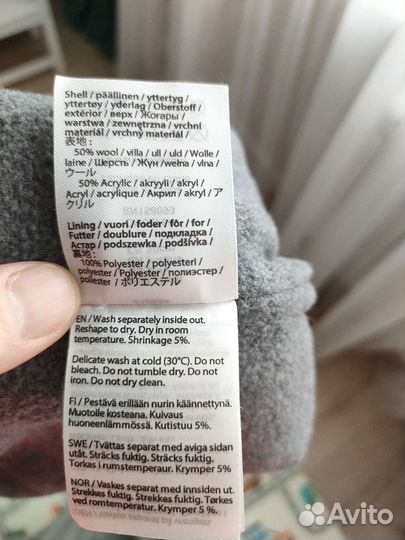 Shell / päällinen / yttertyg /
yttertøy / yderlag / Oberstoff /
extérior / верх / Жоғары /
warstwa / zewnętrzna / vrchní
materiál / vrchný materiál /
表地 :
50% wool / villa / ull / uld / Wolle /
laine / Шерсть / Жүн /wełna / vlna /
ウール
50% Acrylic / akryyli / akryl /
Acryl / acrylique / Акрил / akryl / ア
クリル
Lining / vuori / foder / fôr / for /
Futter / doublure / подкладка /
Астар / podszewka / podšívka /
裏地 :
100% Polyester / polyesteri /
polyester / Polyester / полиэстер /
poliester / ポリエステル
EN / Wash separately inside out.
Reshape to dry. Dry in room
temperature. Shrinkage 5%.
Delicate wash at cold (30°C). Do not
bleach. Do not tumble dry. Do not
iron. Do not dry clean.
FI / Pestävä erillään nurin käännettynä.
Muotoile kosteana. Kuivaus
huoneenlämmössä. Kutistuu 5%.
SWE / Tvättas separat med aviga sidan
utåt. Sträcks fuktig. Sträcks fuktig.
Torkas i rumsteraratur. Krymper 5%
NOR / Vaskes separat med innsiden ut.
Strekkes fuktig. Strekkes fuktig. Tørkes
ved romtemperatur. Krymper 5%.
Avito